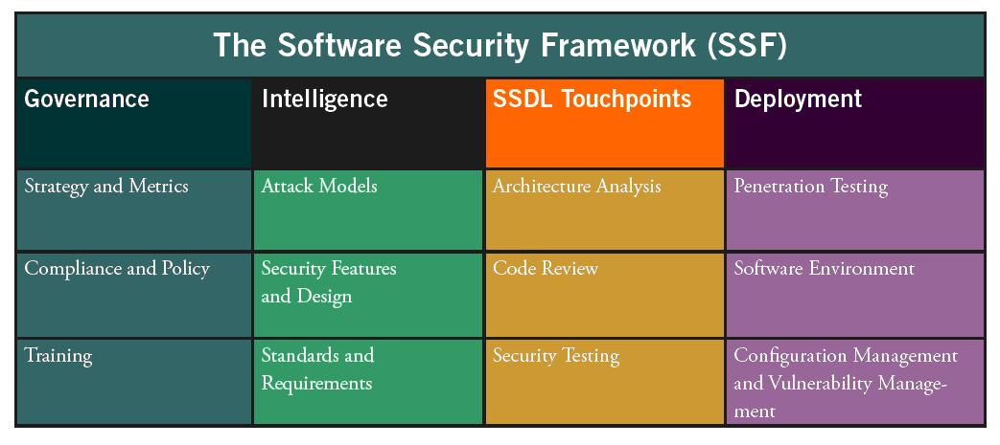 The Software Security Framework (SSF)
Governance
Intelligence
SSDL Touchpoints
Deployment
Strategy and Metrics
Attack Models
Architecture Analysis
Penetration Testing
Compliance and Policy
Security Features
and Design
Code Review
Software Environment
Training
Standards and
Requirements
Security Testing
Configuration Management
and Vulnerability Manage-
ment